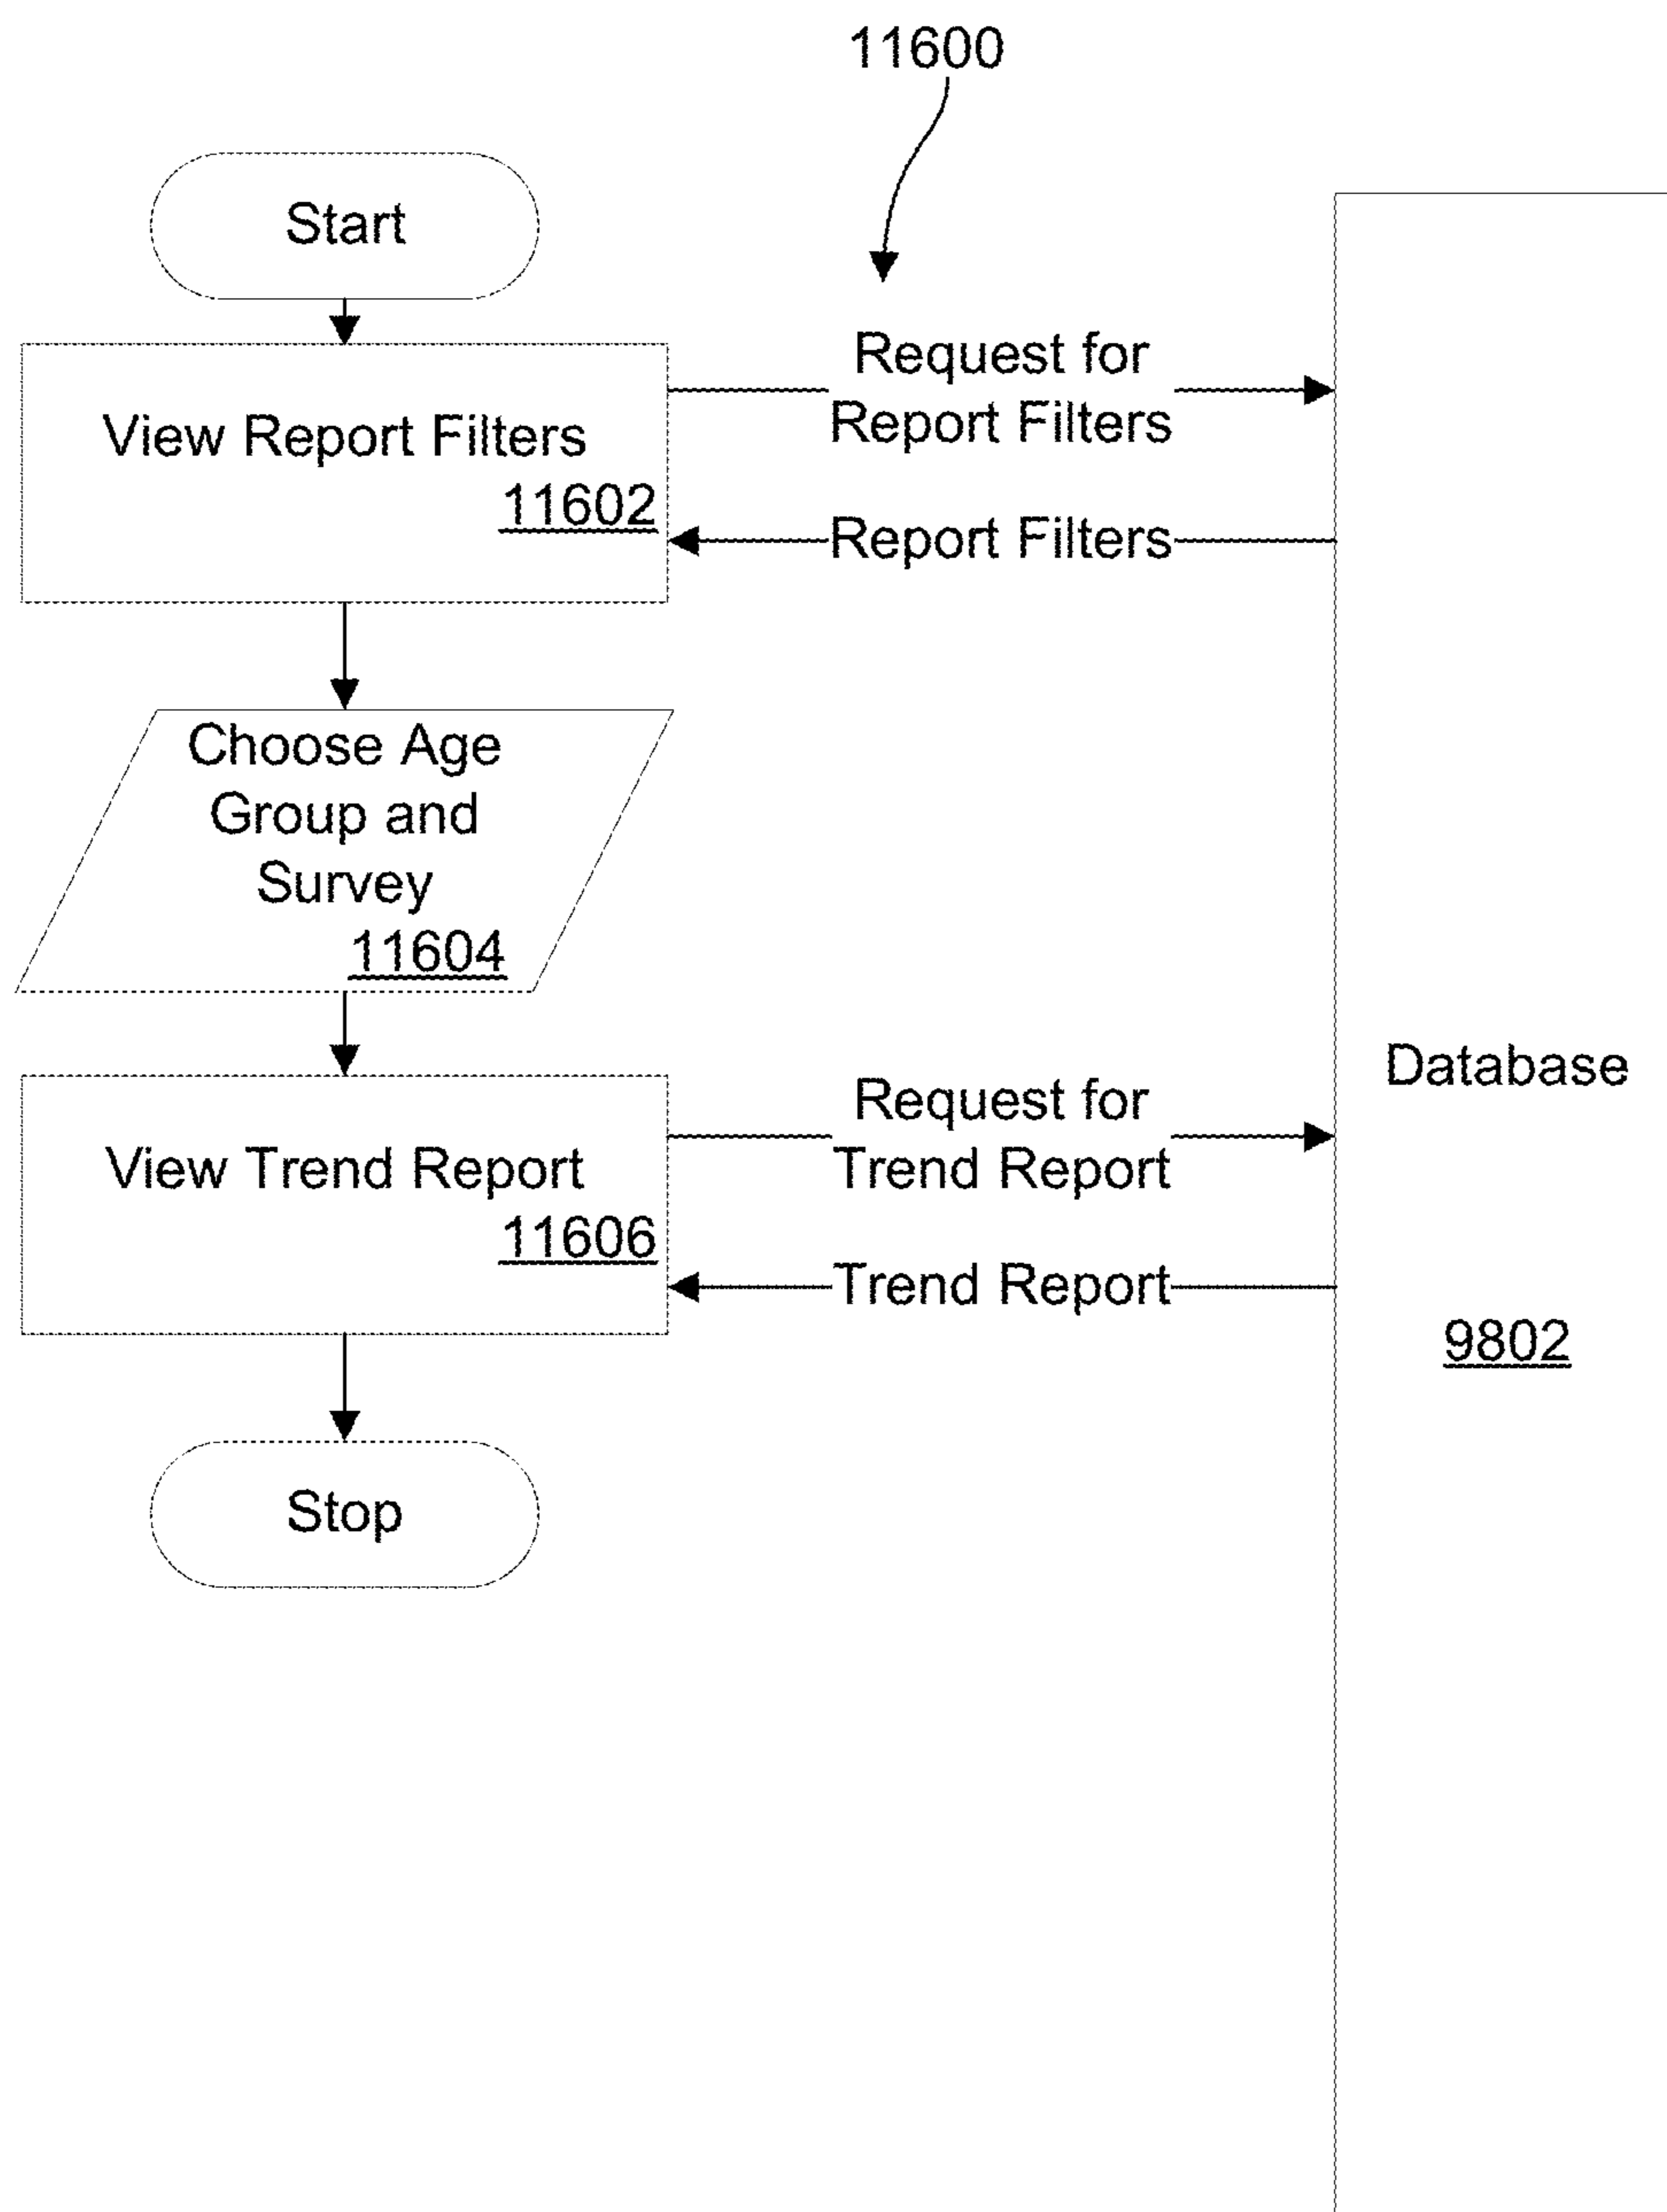 11600
Start
Request for
Report Filters
View Report Filters
11602
Report Filters
Choose Age
Group and
Survey
11604
Database
Request for
Trend Report
View Trend Report
11606
Trend Report
9802
Stop